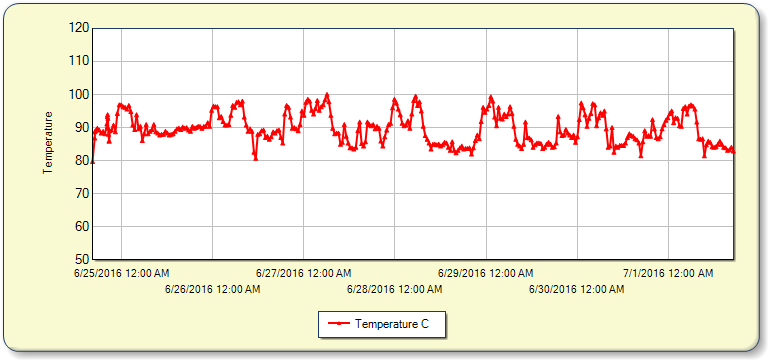 120
110
100
90
80
70
60
50
Temperature
6/25/2016 12:00 AM
6/26/2016 12:00 AM
6/27/2016 12:00 AM
6/28/2016 12:00 AM
6/29/2016 12:00 AM
6/30/2016 12:00 AM
7/1/2016 12:00 AM
Temperature C